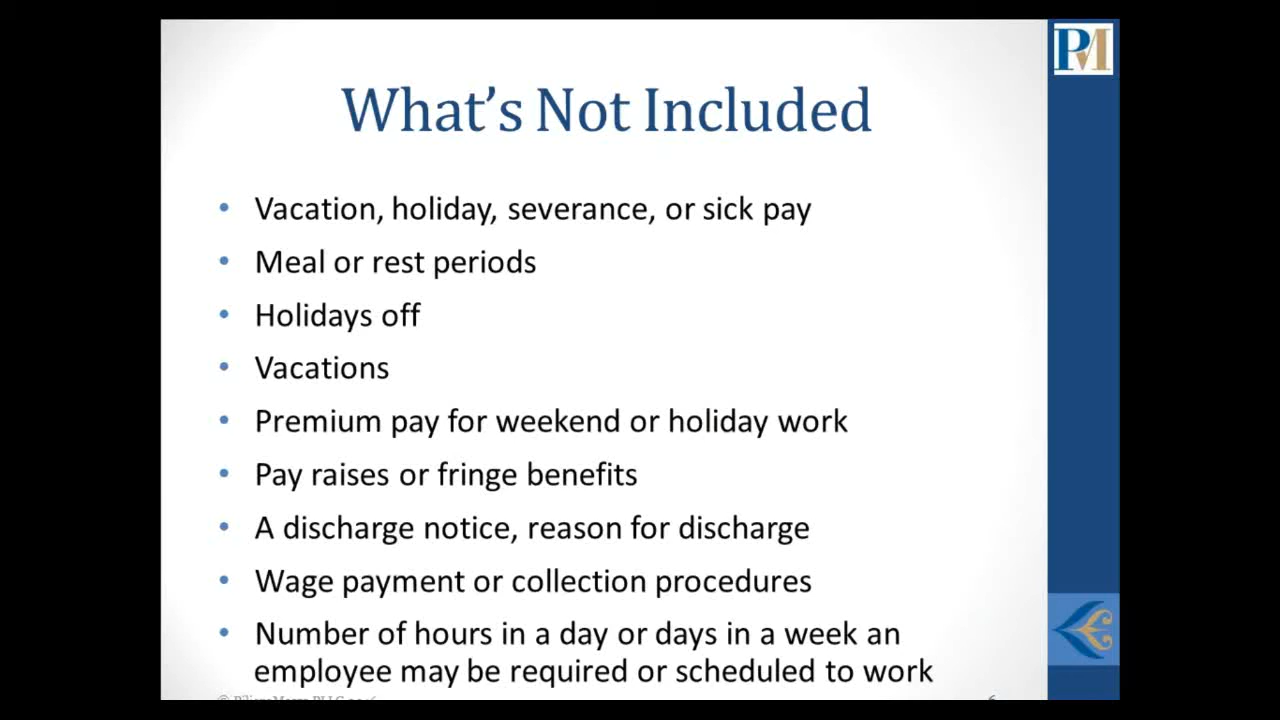 PM
What's Not Included
• Vacation, holiday, severance, or sick pay
• Meal or rest periods
• Holidays off
• Vacations
• Premium pay for weekend or holiday work
• Pay raises or fringe benefits
• A discharge notice, reason for discharge
• Wage payment or collection procedures
• Number of hours in a day or days in a week an
employee may be required or scheduled to work